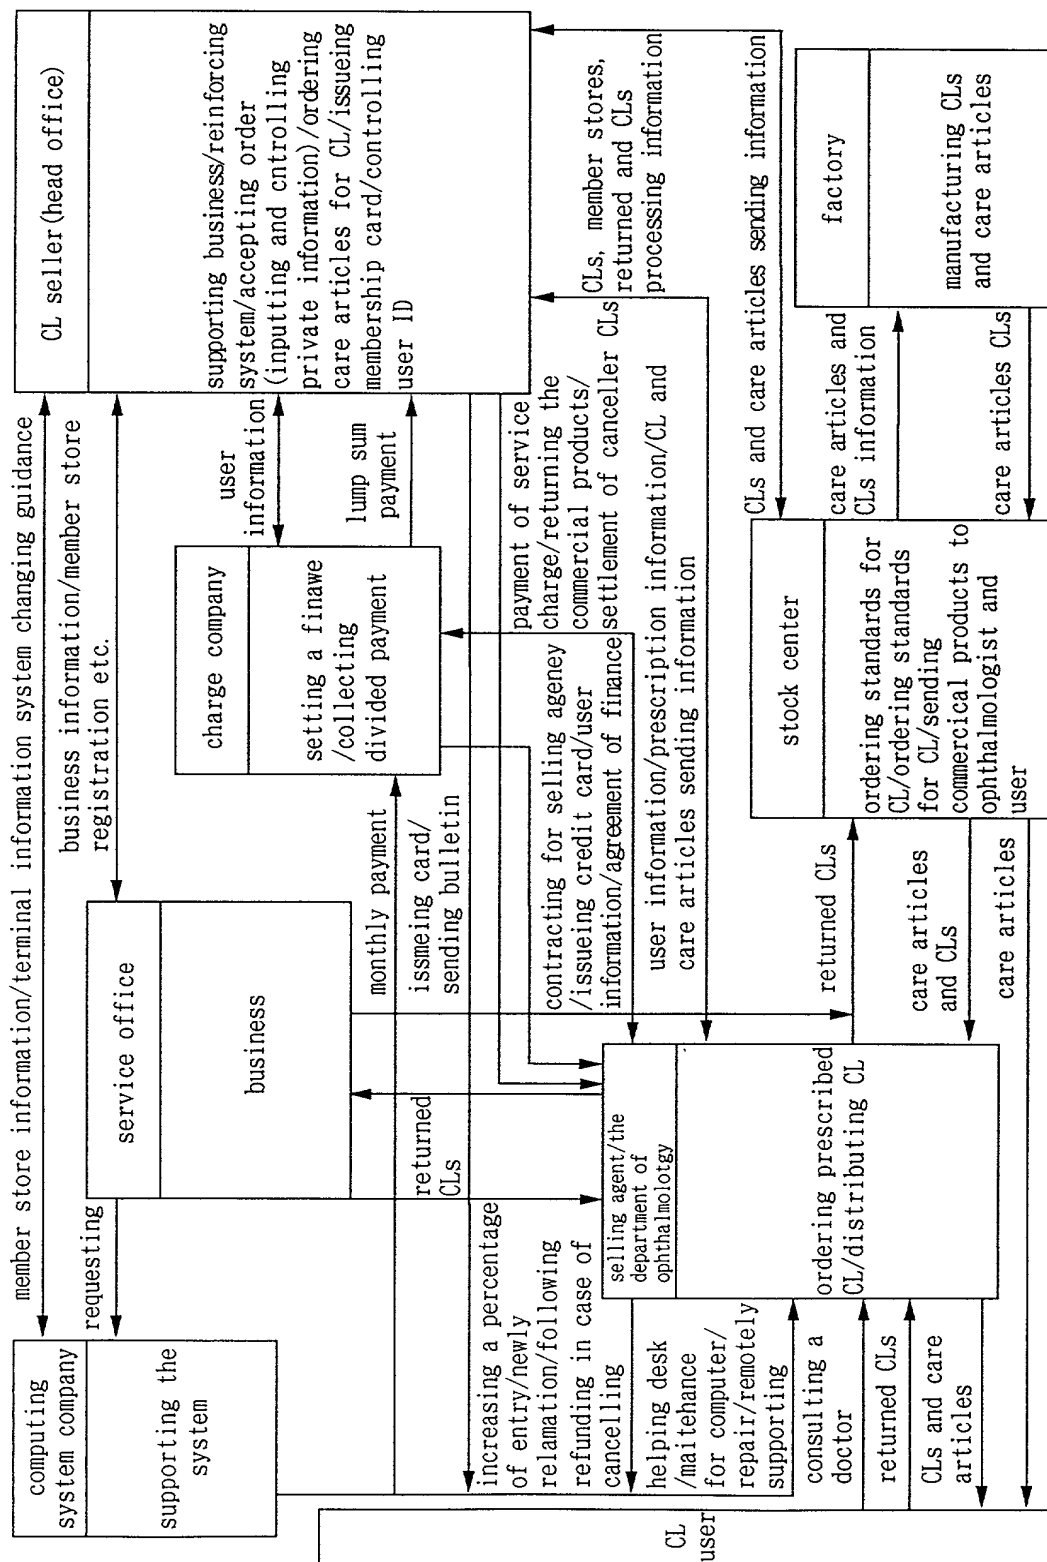 member store information/terminal information system changing guidance
computing
system company
supporting the
system
requesting
service office
business
business information/member store
registration etc.
CL seller(head office)
supporting business/reinforcing
system/accepting order
(inputting and cntrolling
private information)/ordering
care articles for CL/issueing
membership card/controlling
user ID
charge company
setting a finawe
/collecting
divided payment
user
information
lump sum
payment
monthly payment
issmeing card/
sending bulletin
returned
CLs
increasing a percentage
of entry/newly
relamation/following
refunding in case of
cancelling
payment of service
charge/returning the
commercial products/
settlement of canceller CLs
contracting for selling agency
/issueing credit card/user
information/agreement of finance
CLs, member stores,
returned and CLs
processing information
user information/prescription information/CL and
care articles sending information
selling agent/the
department of
ophthalmolotgy
ordering prescribed
CL/distributing CL
helping desk
/maitehance
for computer/
repair/remotely
supporting
consulting a
doctor
returned CLs
CLs and care
articles
CL
user
returned CLs
care articles
and CLs
care articles
CLs and care articles sending information
stock center
ordering standards for
CL/ordering standards
for CL/sending
commercical products to
ophthalmologist and
user
care articles and
CLs information
care articles CLs
factory
manufacturing CLs
and care articles